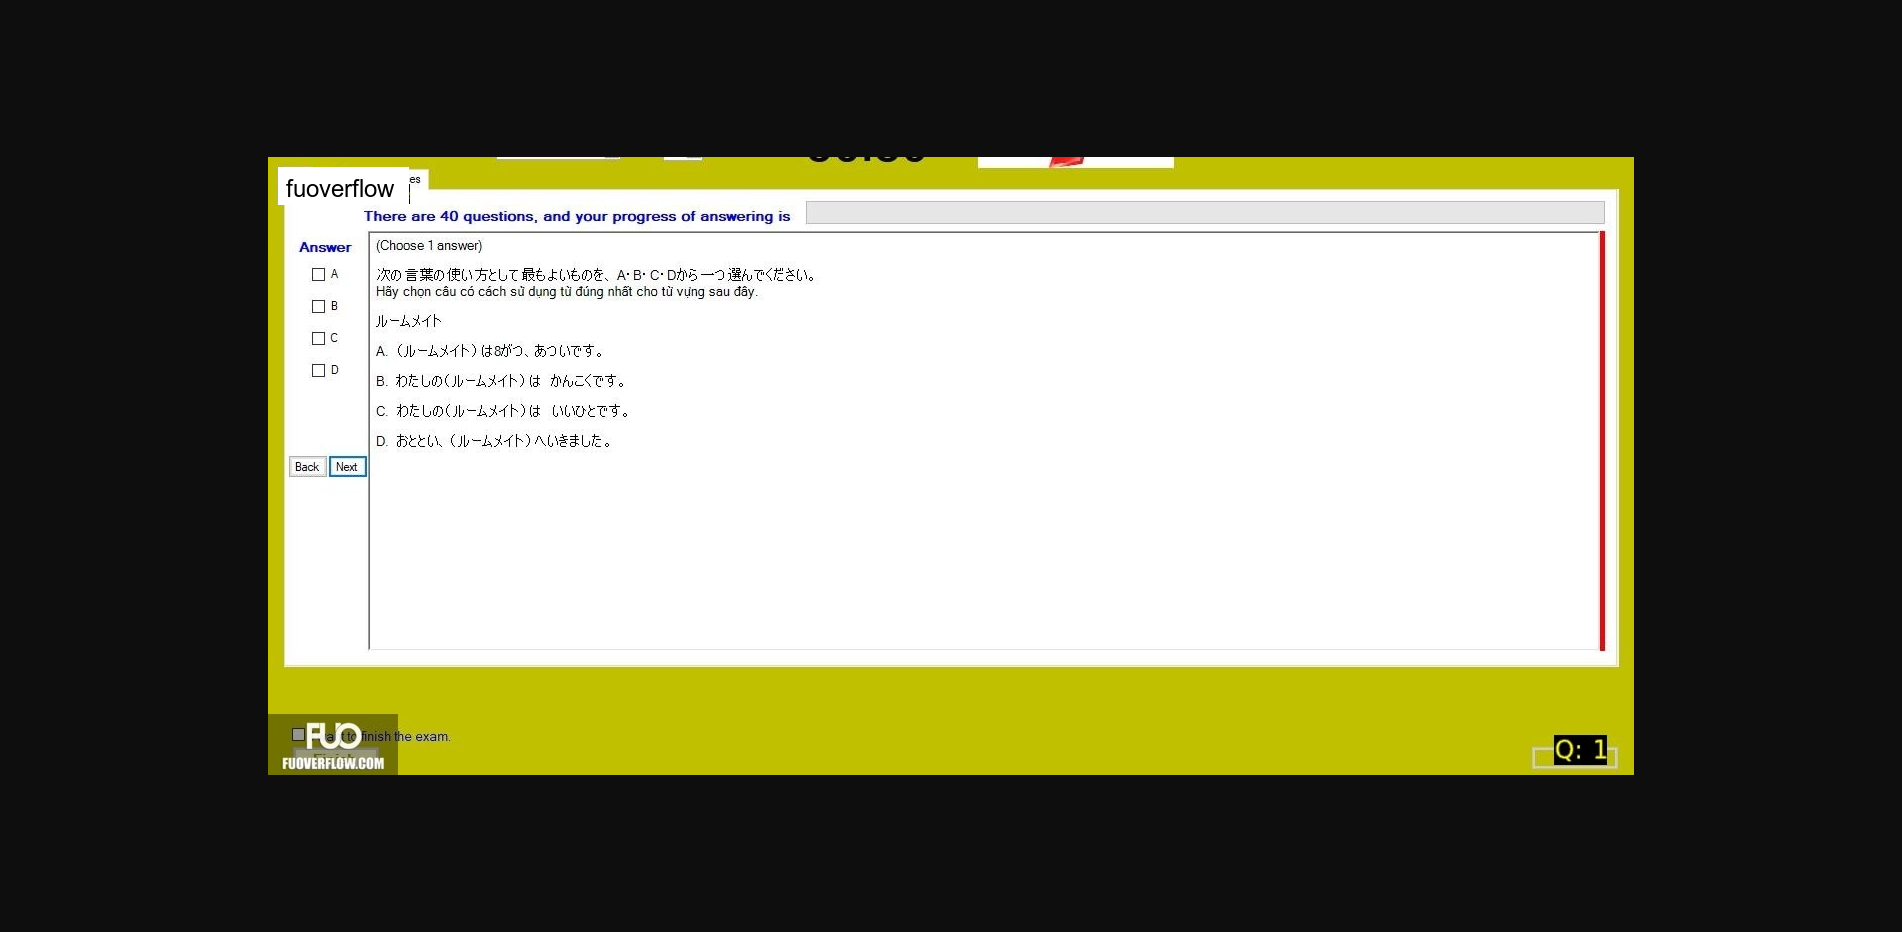 fuoverflow
es
There are 40 questions, and your progress of answering is
Answer
(Choose 1 answer)
A
次の言葉の使い方として最もよいものを、A・B・C・Dから一つ選んでください。
Hãy chọn câu có cách sử dụng từ đúng nhất cho từ vựng sau đây.
B
ルームメイト
C
A. （ルームメイト）は8がつ、あついです。
D
B. わたしの（ルームメイト）は　かんこくです。
C. わたしの（ルームメイト）は　いいひとです。
D. おととい、（ルームメイト）へいきました。
Back Next
finish the exam.
FUO
FUOVERFLOW.COM
Q: 1